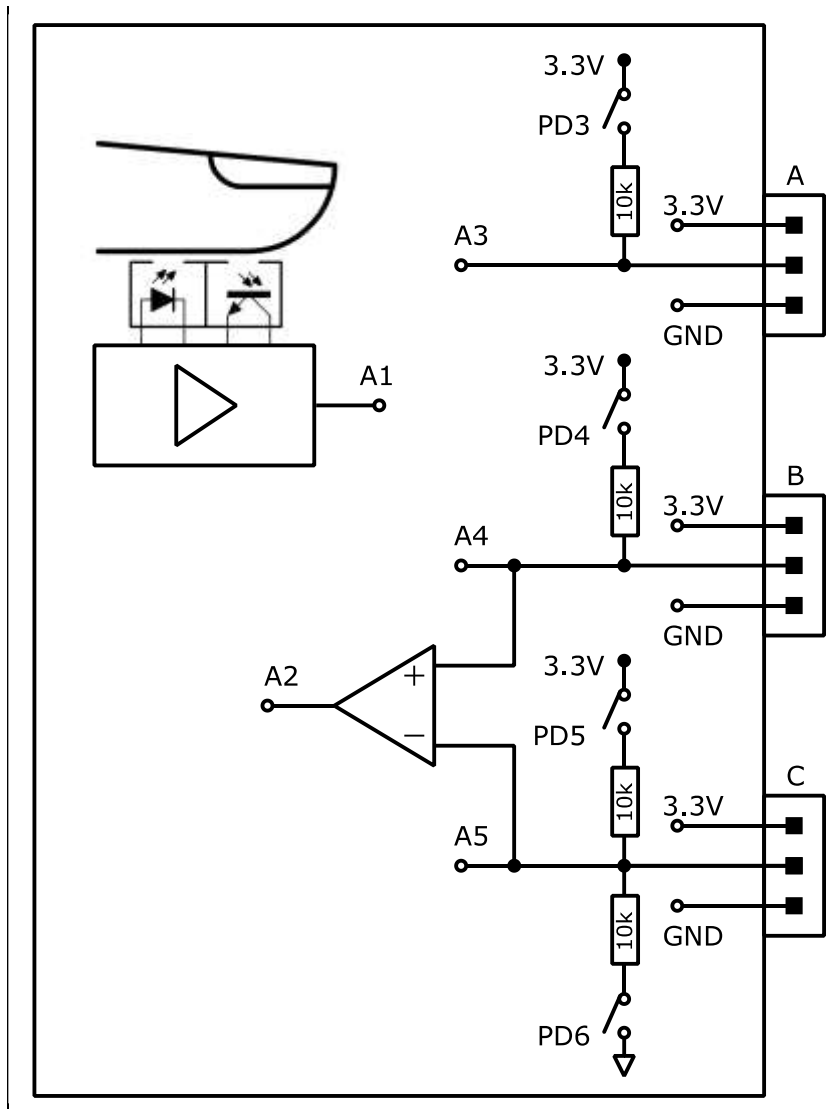 3.3V
PD3
10k
A
3.3V
A3
GND
3.3V
A1
PD4
10k
B
3.3V
A4
GND
3.3V
A2
+
−
PD5
10k
C
3.3V
A5
GND
10k
PD6